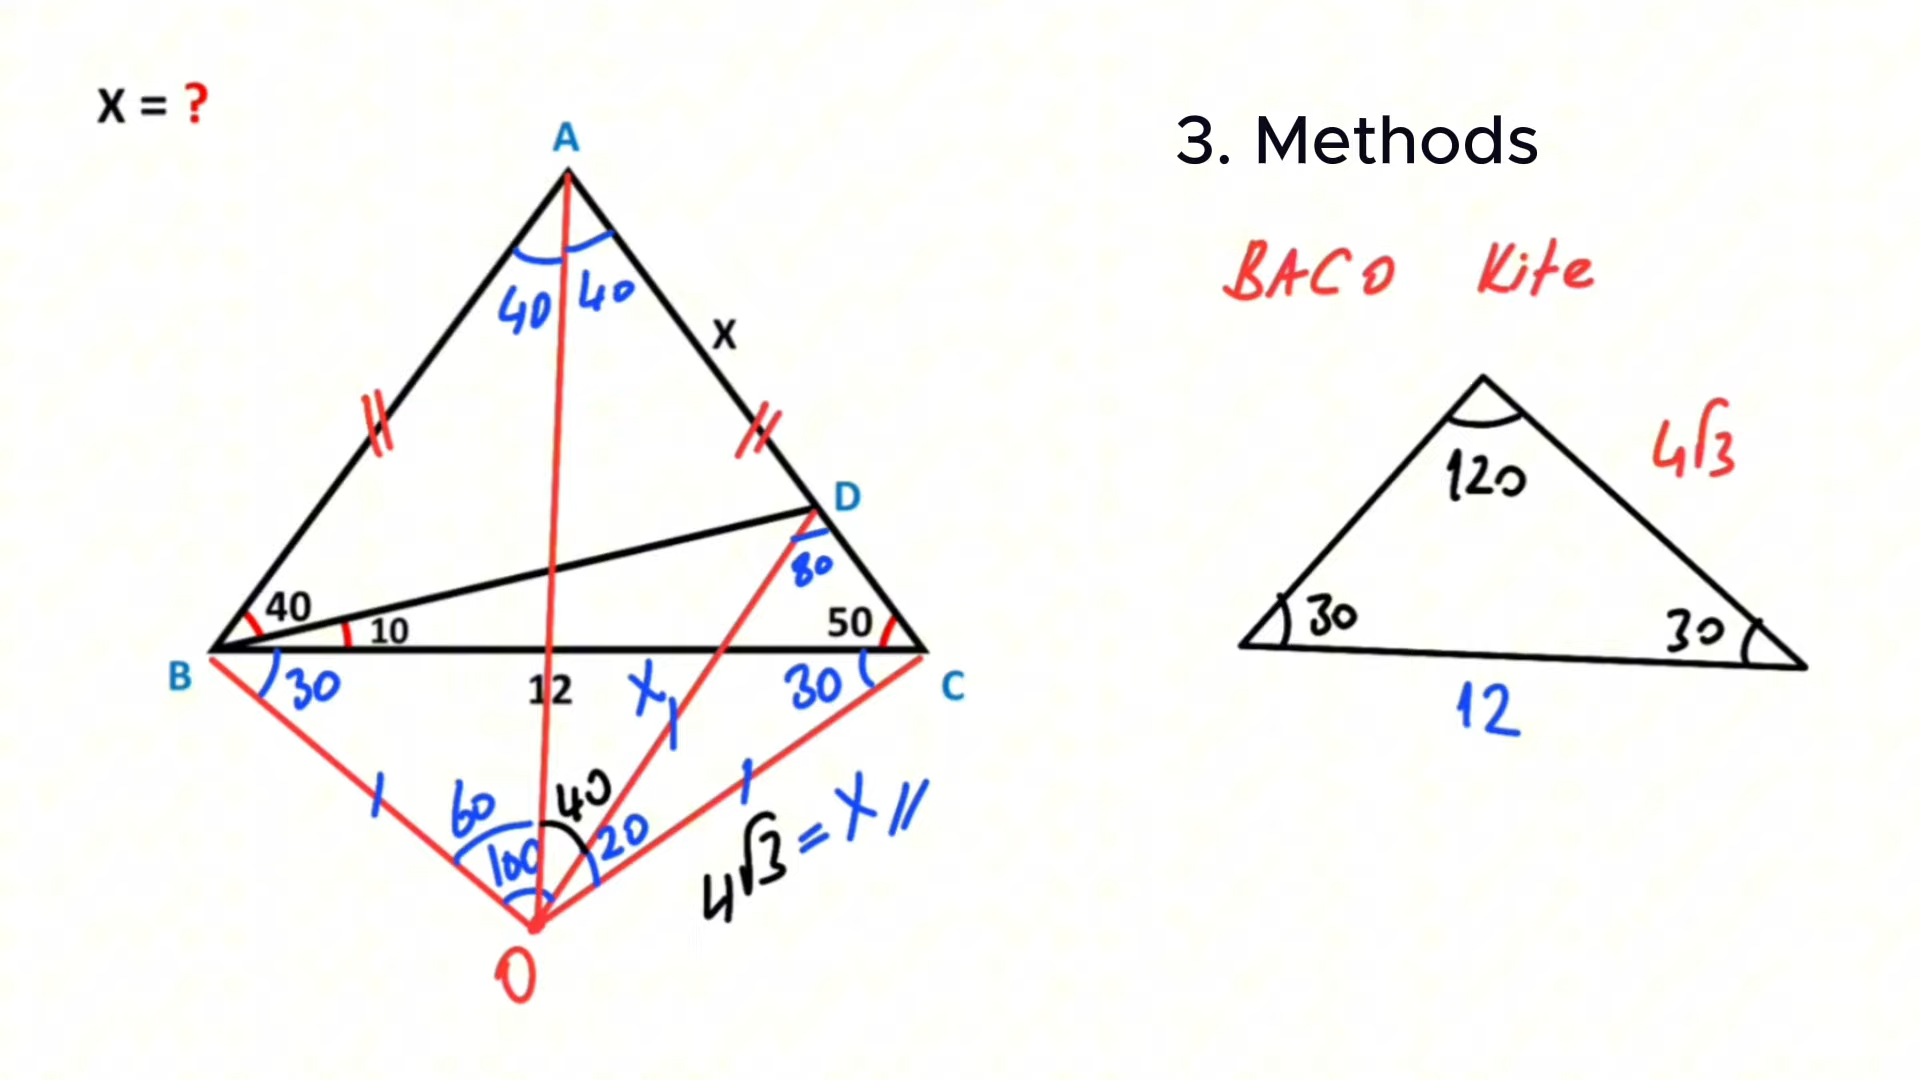 X = ?
3. Methods
A
BACO Kite
40 40
X
4√3
120
D
80
40
10
50
30
30
B
30
12
X
30
C
12
60
40
100
20
4√3 = X //
O